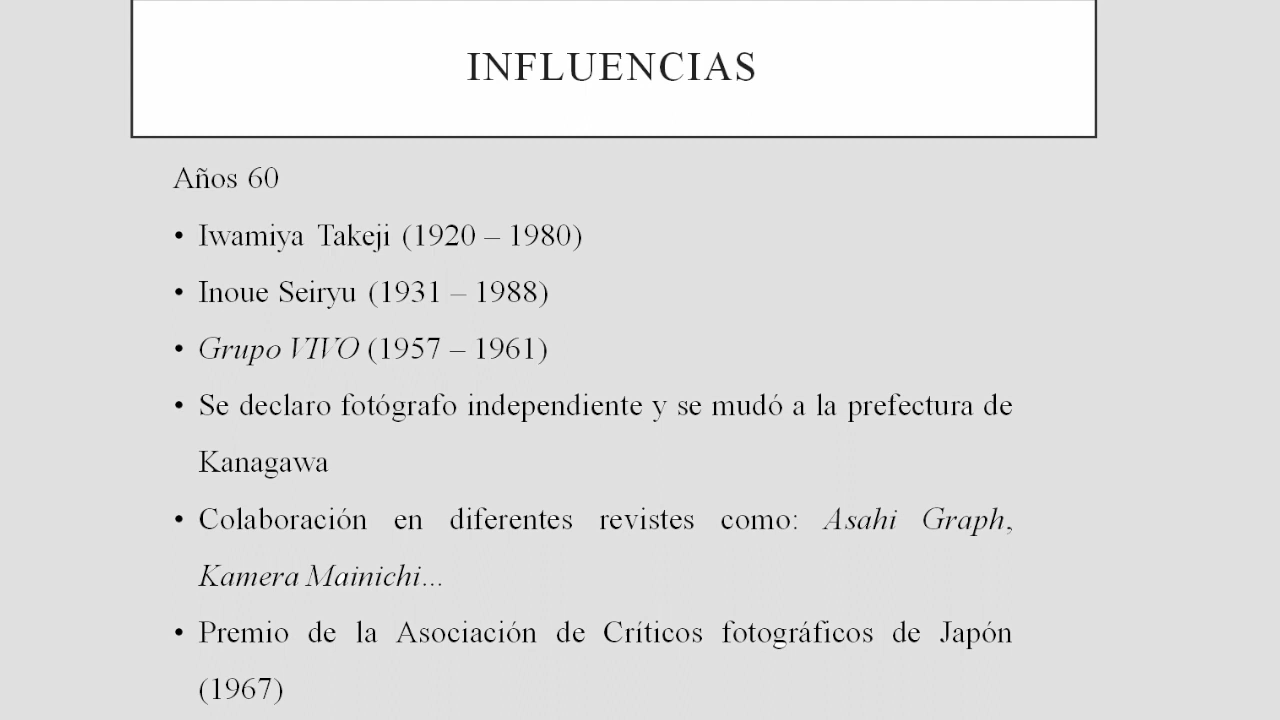 INFLUENCIAS
Años 60
• Iwamiya Takeji (1920 – 1980)
• Inoue Seiryu (1931 – 1988)
• Grupo VIVO (1957 – 1961)
• Se declaro fotógrafo independiente y se mudó a la prefectura de
Kanagawa
• Colaboración en diferentes revistes como: Asahi Graph,
Kamera Mainichi...
• Premio de la Asociación de Críticos fotográficos de Japón
(1967)